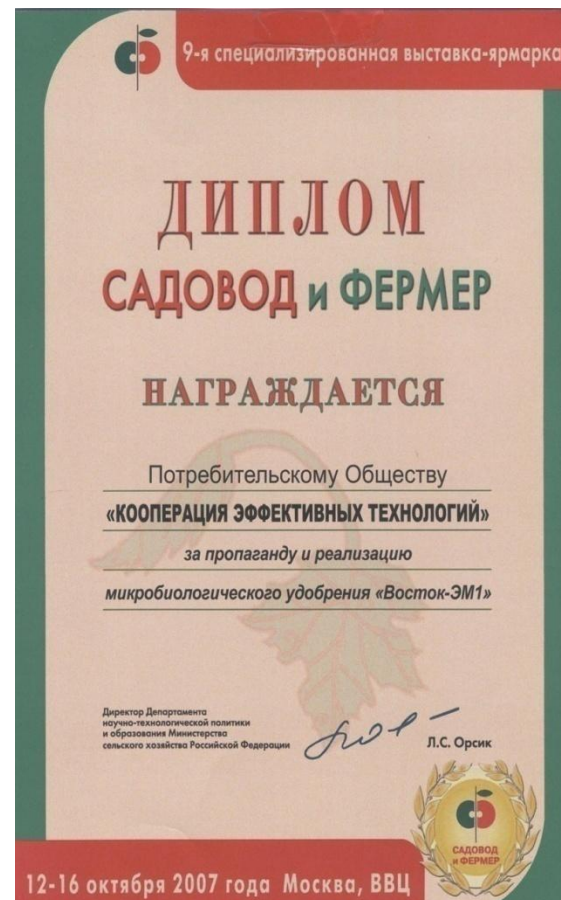 9-я специализированная выставка-ярмарка
ДИПЛОМ
САДОВОД и ФЕРМЕР
НАГРАЖДАЕТСЯ
Потребительскому Обществу
«КООПЕРАЦИЯ ЭФФЕКТИВНЫХ ТЕХНОЛОГИЙ»
за пропаганду и реализацию
микробиологического удобрения «Восток-ЭМ1»
Директор Департамента
научно-технологической политики
и образования Министерства
сельского хозяйства Российской Федерации
Л.С. Орсик
САДОВОД
и ФЕРМЕР
12-16 октября 2007 года Москва, ВВЦ